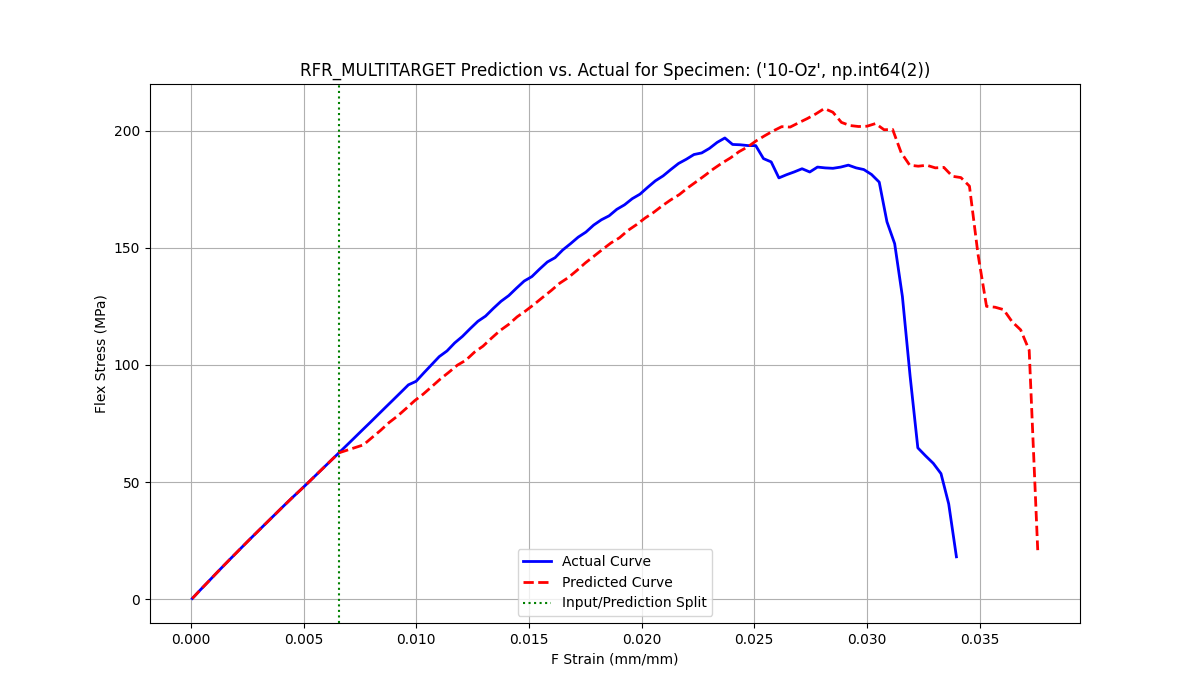 RFR_MULTITARGET Prediction vs. Actual for Specimen: ('10-Oz', np.int64(2))
200
150
100
50
0
Flex Stress (MPa)
Actual Curve
Predicted Curve
Input/Prediction Split
0.000 0.005 0.010 0.015 0.020 0.025 0.030 0.035
F Strain (mm/mm)